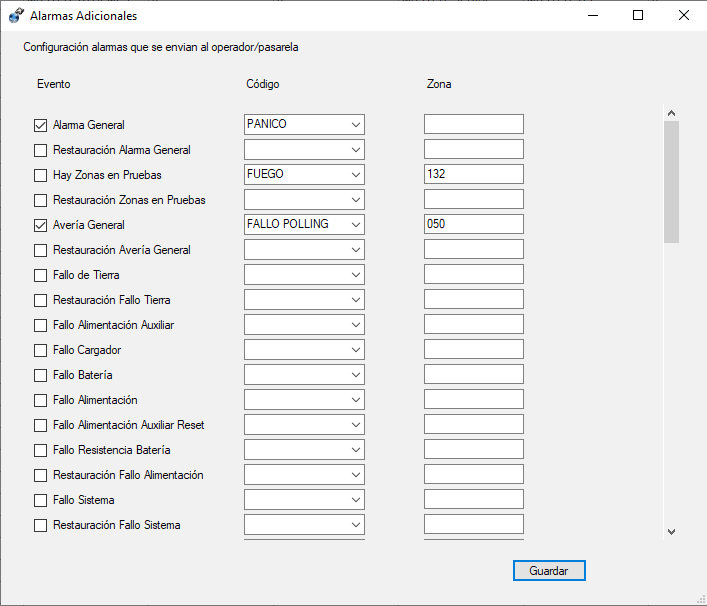 Alarmas Adicionales
Configuración alarmas que se envian al operador/pasarela
Evento Código Zona
Alarma General PANICO
Restauración Alarma General
Hay Zonas en Pruebas FUEGO 132
Restauración Zonas en Pruebas
Avería General FALLO POLLING 050
Restauración Avería General
Fallo de Tierra
Restauración Fallo Tierra
Fallo Alimentación Auxiliar
Fallo Cargador
Fallo Batería
Fallo Alimentación
Fallo Alimentación Auxiliar Reset
Fallo Resistencia Batería
Restauración Fallo Alimentación
Fallo Sistema
Restauración Fallo Sistema
Guardar